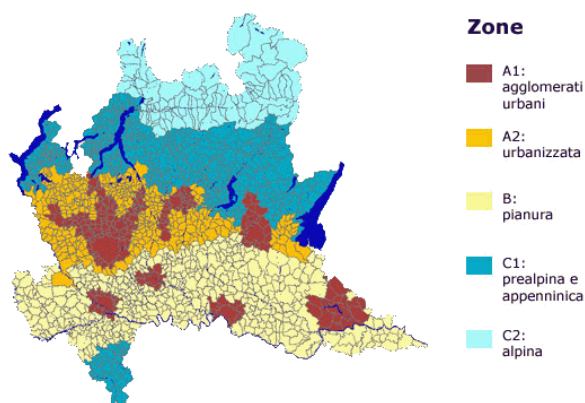 Zone
A1:
agglomerati
urbani
A2:
urbanizzata
B:
pianura
C1:
prealpina e
appenninica
C2:
alpina